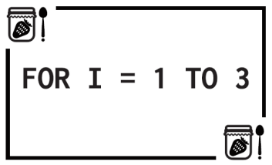 FOR I = 1 TO 3